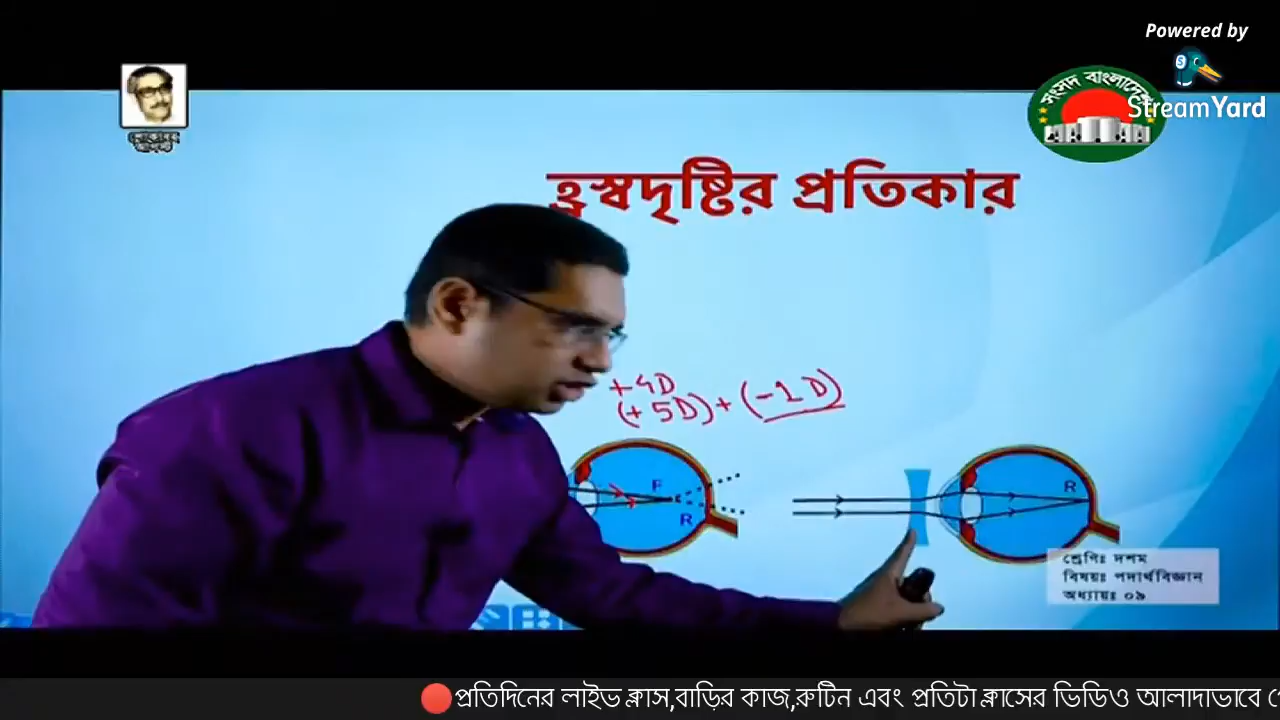 Powered by
StreamYard
সংসদ বাংলাদেশ
হ্রস্বদৃষ্টির প্রতিকার
+4D
(+5D)+(-1D)
F
R
R
শ্রেণিঃ দশম
বিষয়ঃ পদার্থবিজ্ঞান
অধ্যায়ঃ ০৯
প্রতিদিনের লাইভ ক্লাস,বাড়ির কাজ,রুটিন এবং প্রতিটা ক্লাসের ভিডিও আলাদাভাবে